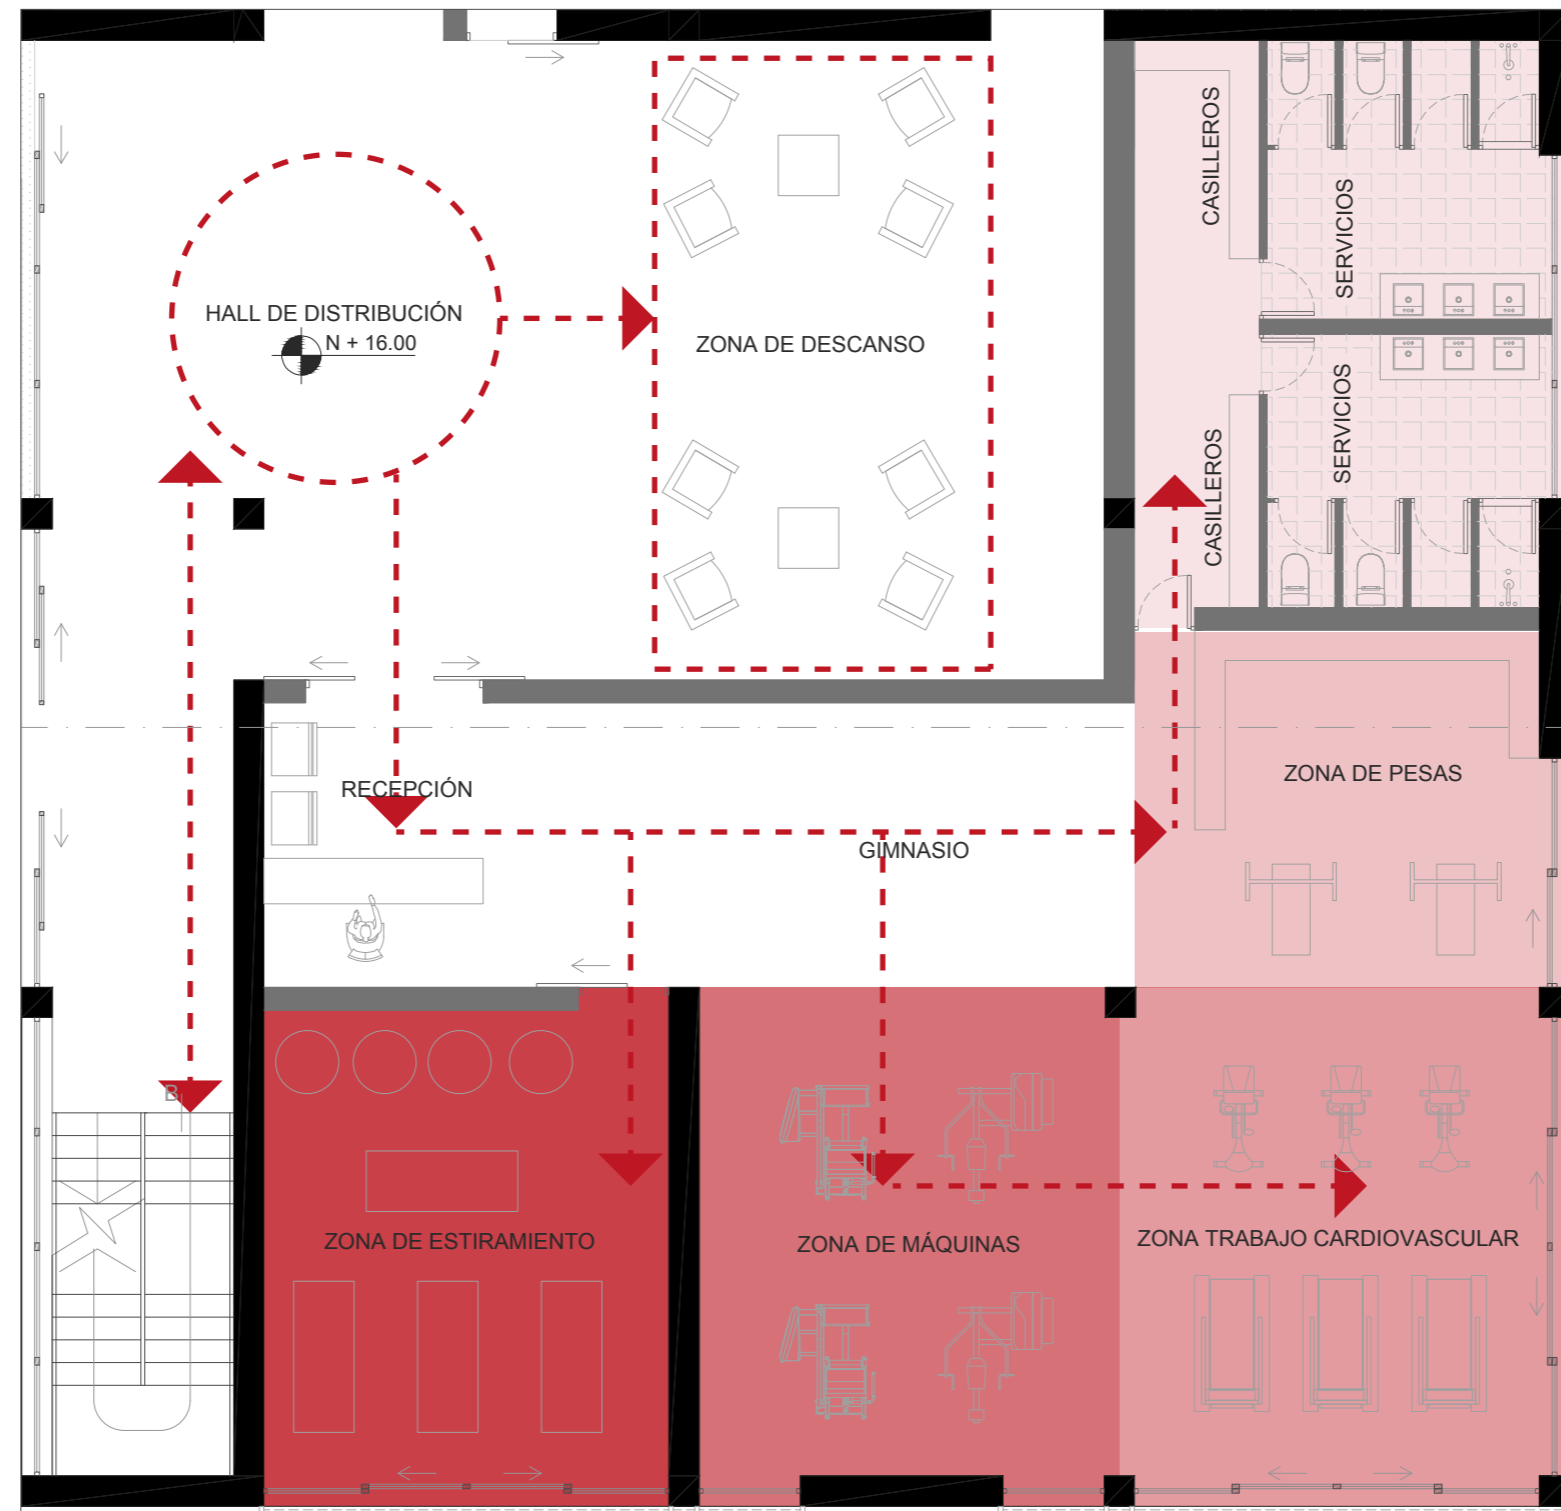 CASILLEROS
SERVICIOS
HALL DE DISTRIBUCIÓN
N + 16.00
ZONA DE DESCANSO
SERVICIOS
CASILLEROS
RECEPCIÓN
ZONA DE PESAS
GIMNASIO
B
ZONA DE ESTIRAMIENTO
ZONA DE MÁQUINAS
ZONA TRABAJO CARDIOVASCULAR